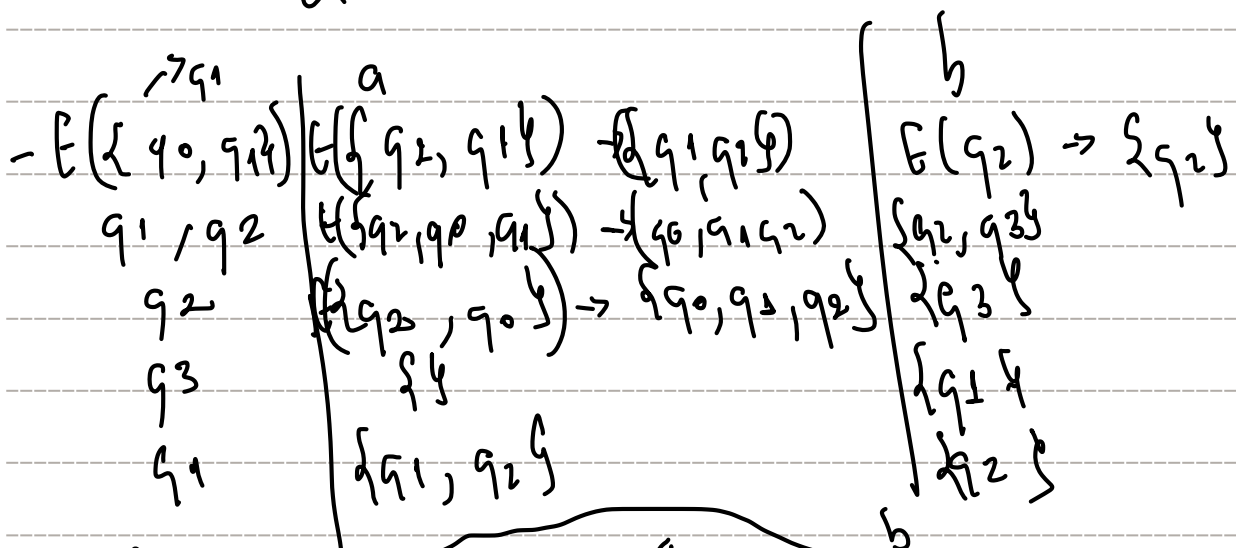 →q1 a b
- E({q0, q1}) E({q2, q1}) → {q1, q2} E(q2) → {q2}
q1, q2 E({q2, q0, q1}) → {q0, q1 q2) {q2, q3}
q2 E({q2, q0}) → {q0, q1, q2} {q3}
q3 {} {q1}
q1 {q1, q2} {q2}
b